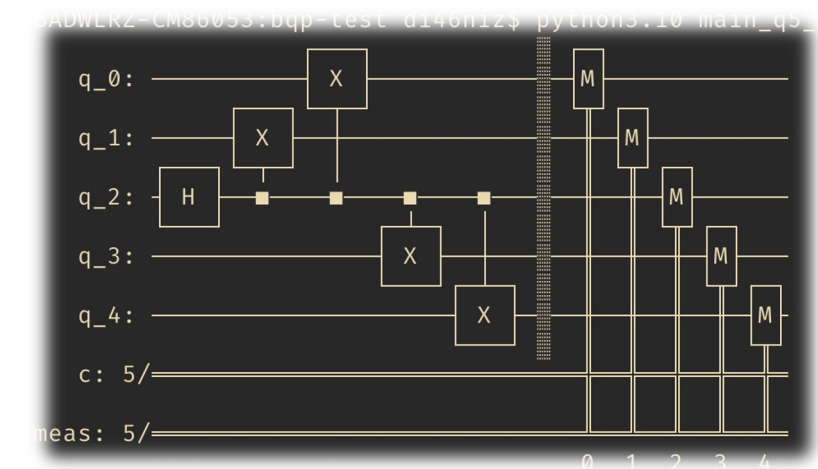 BADWLRZ-CM86053:bqp-test di46hiz$ python3.10 main_q5_
q_0: X M
q_1: X M
q_2: H M
q_3: X M
q_4: X M
c: 5/
meas: 5/
0 1 2 3 4